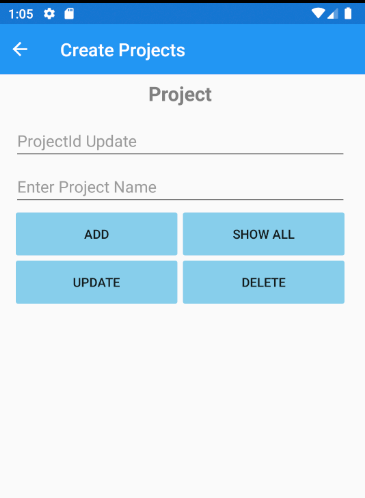 1:05
Create Projects
Project
ProjectId Update
Enter Project Name
ADD SHOW ALL
UPDATE DELETE